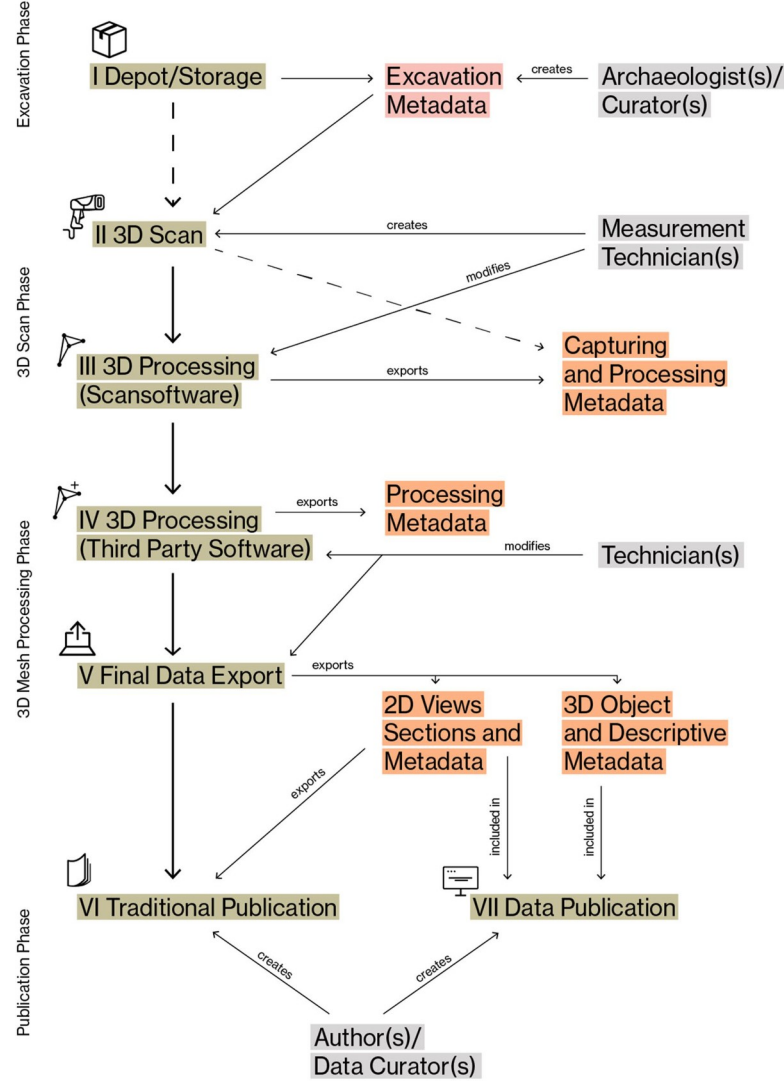 Excavation Phase
I Depot/Storage
Excavation
Metadata
creates
Archaeologist(s)/
Curator(s)
II 3D Scan
creates
Measurement
Technician(s)
modifies
3D Scan Phase
III 3D Processing
(Scansoftware)
exports
Capturing
and Processing
Metadata
3D Mesh Processing Phase
IV 3D Processing
(Third Party Software)
exports
Processing
Metadata
modifies
Technician(s)
V Final Data Export
exports
2D Views
Sections and
Metadata
3D Object
and Descriptive
Metadata
exports
included in
included in
Publication Phase
VI Traditional Publication
VII Data Publication
creates
creates
Author(s)/
Data Curator(s)